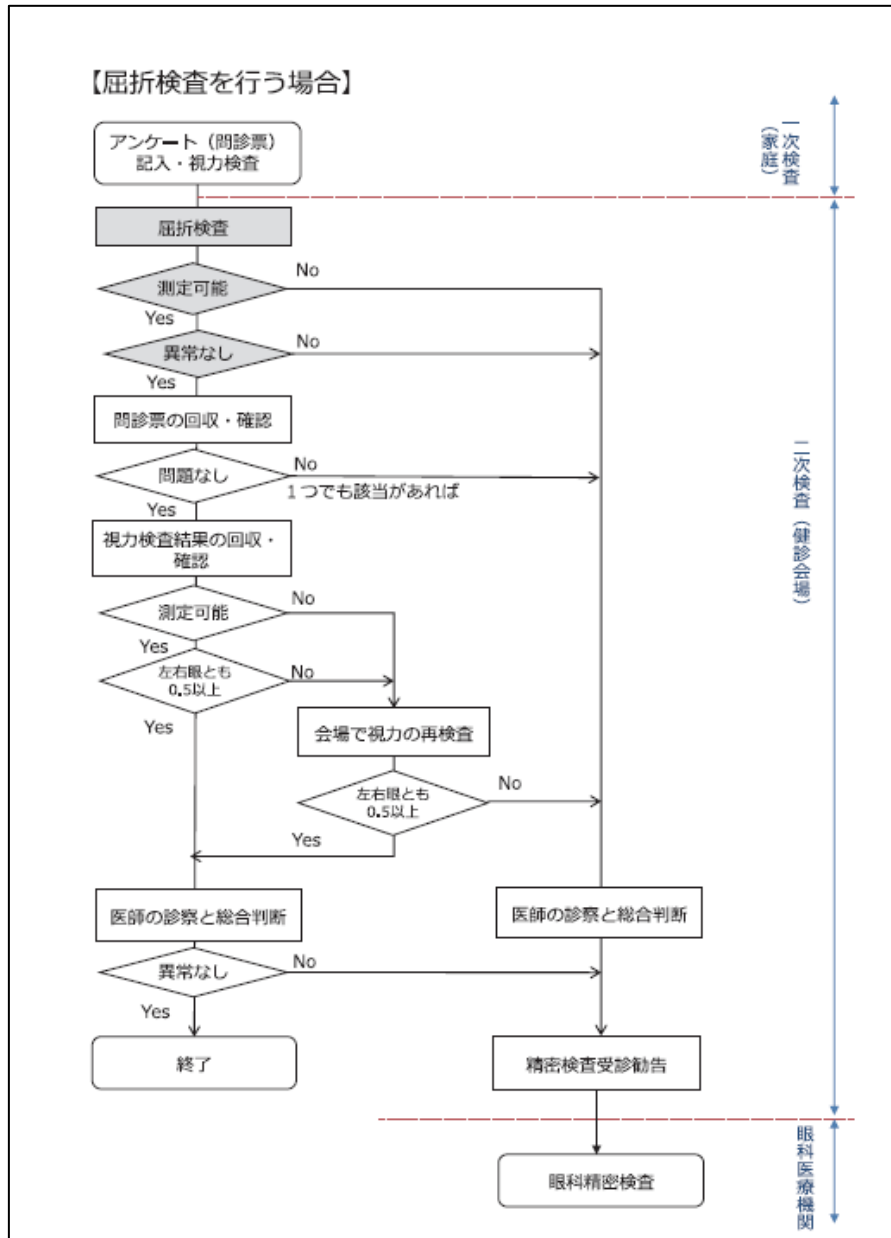 【屈折検査を行う場合】
アンケート（問診票）
記入・視力検査
一次検査
（家庭）
屈折検査
測定可能
No
Yes
異常なし
No
Yes
問診票の回収・確認
問題なし
No
１つでも該当があれば
Yes
視力検査結果の回収・
確認
測定可能
No
Yes
左右眼とも
0.5以上
No
Yes
会場で視力の再検査
左右眼とも
0.5以上
No
Yes
医師の診察と総合判断
医師の診察と総合判断
異常なし
No
Yes
終了
精密検査受診勧告
二次検査（健診会場）
眼科精密検査
眼科医療機関